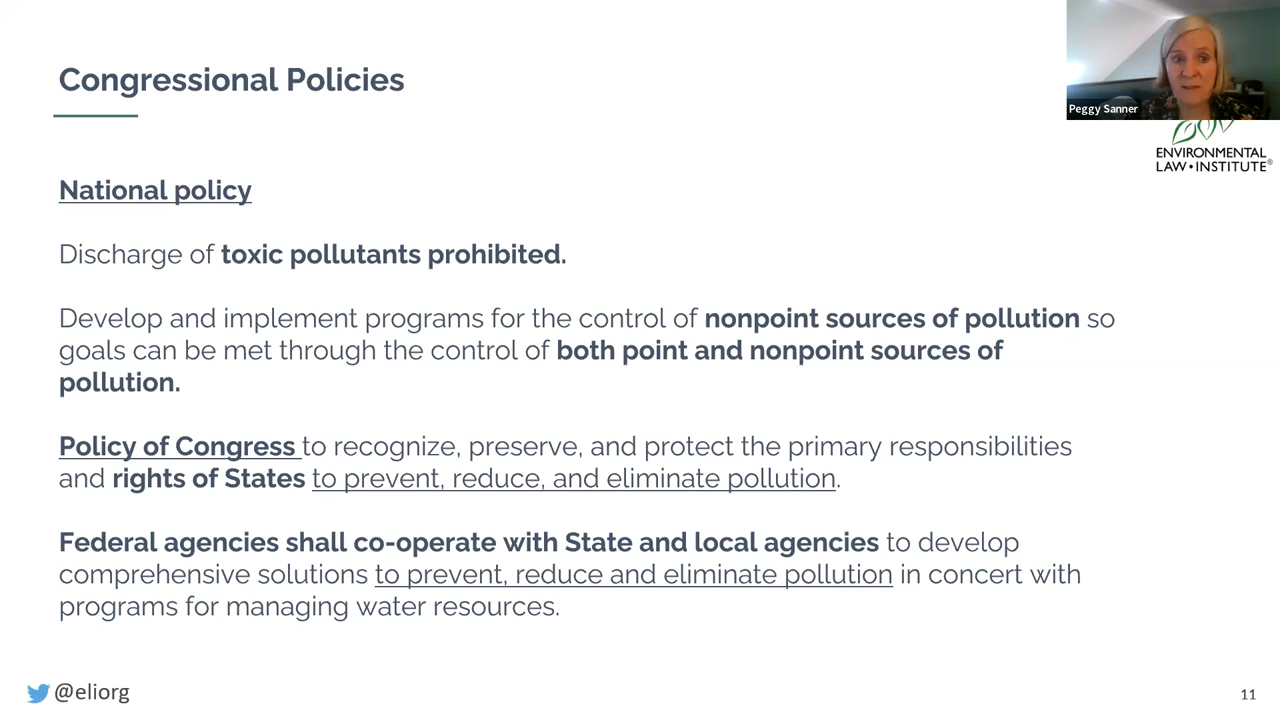 Congressional Policies
Peggy Sanner
ENVIRONMENTAL
LAW•INSTITUTE®
National policy
Discharge of toxic pollutants prohibited.
Develop and implement programs for the control of nonpoint sources of pollution so
goals can be met through the control of both point and nonpoint sources of
pollution.
Policy of Congress to recognize, preserve, and protect the primary responsibilities
and rights of States to prevent, reduce, and eliminate pollution.
Federal agencies shall co-operate with State and local agencies to develop
comprehensive solutions to prevent, reduce and eliminate pollution in concert with
programs for managing water resources.
@eliorg
11